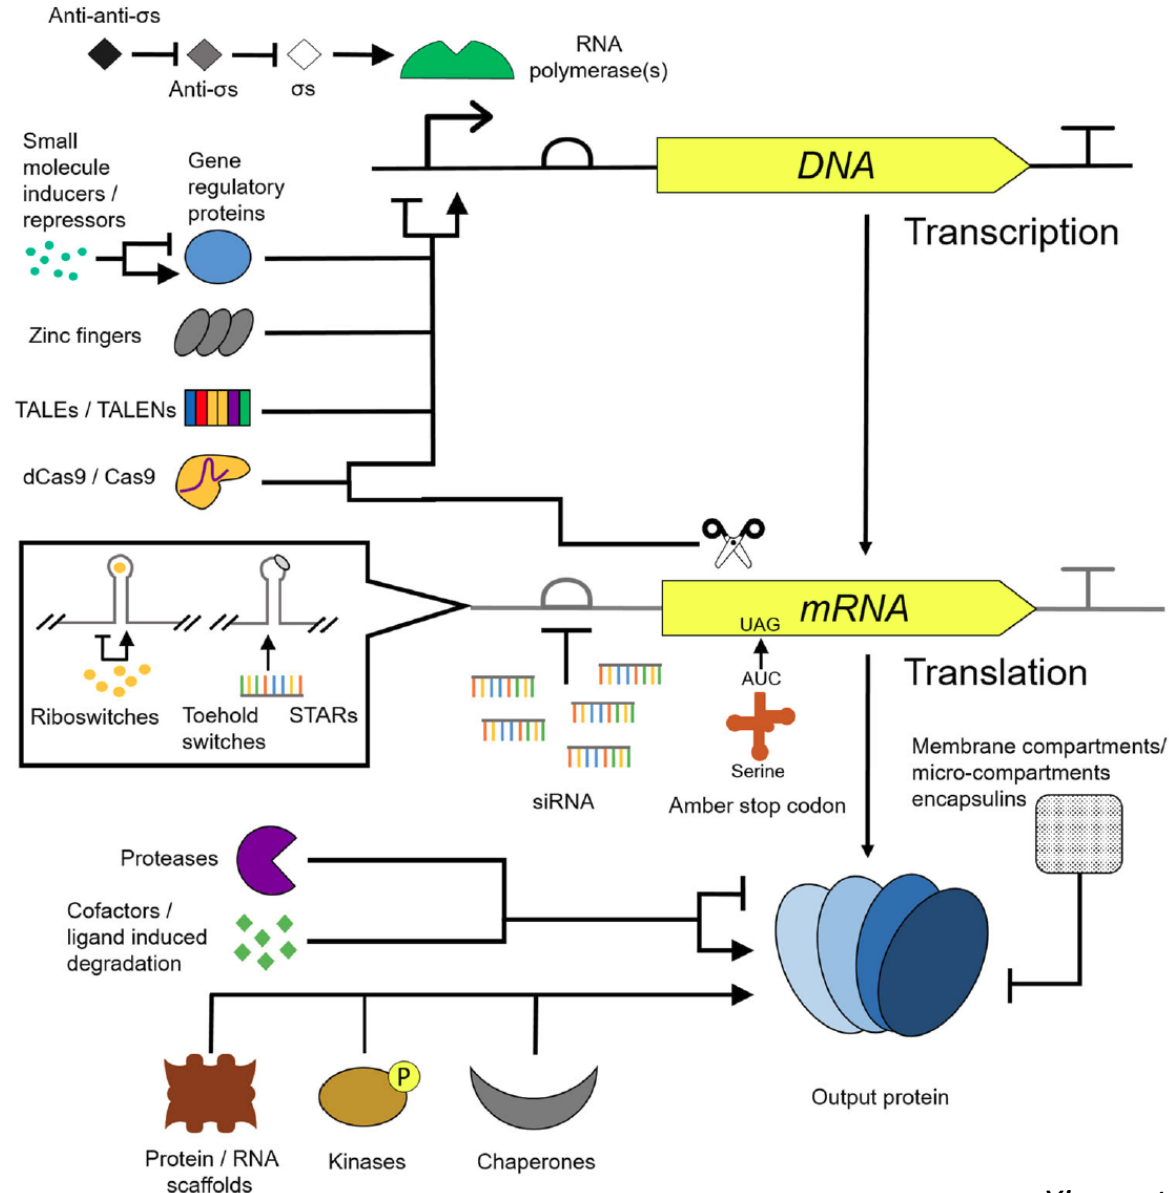 Anti-anti-σs
Anti-σs
σs
RNA
polymerase(s)
Small
molecule
inducers /
repressors
Gene
regulatory
proteins
DNA
Transcription
Zinc fingers
TALEs / TALENs
dCas9 / Cas9
mRNA
UAG
AUC
Serine
Amber stop codon
Translation
Riboswitches
Toehold
switches
STARs
siRNA
Membrane compartments/
micro-compartments
encapsulins
Proteases
Cofactors /
ligand induced
degradation
P
Output protein
Protein / RNA
scaffolds
Kinases
Chaperones